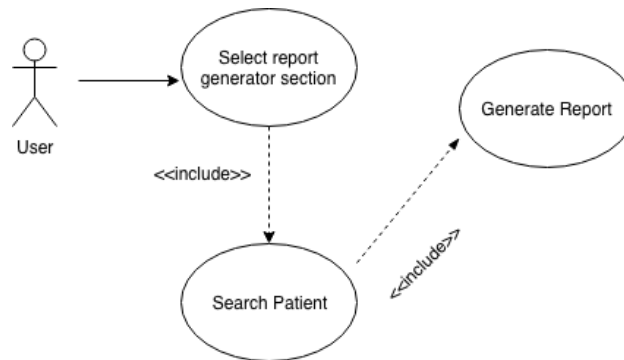 Select report
generator section
Generate Report
User
<<include>>
<<include>>
Search Patient